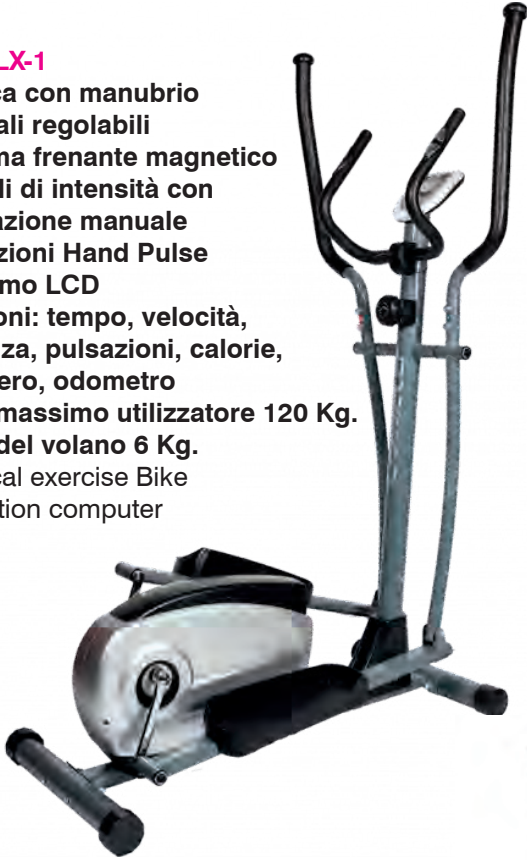 LX-1
ca con manubrio
ali regolabili
ma frenante magnetico
li di intensità con
azione manuale
zioni Hand Pulse
mo LCD
oni: tempo, velocità,
za, pulsazioni, calorie,
ero, odometro
massimo utilizzatore 120 Kg.
del volano 6 Kg.
cal exercise Bike
tion computer